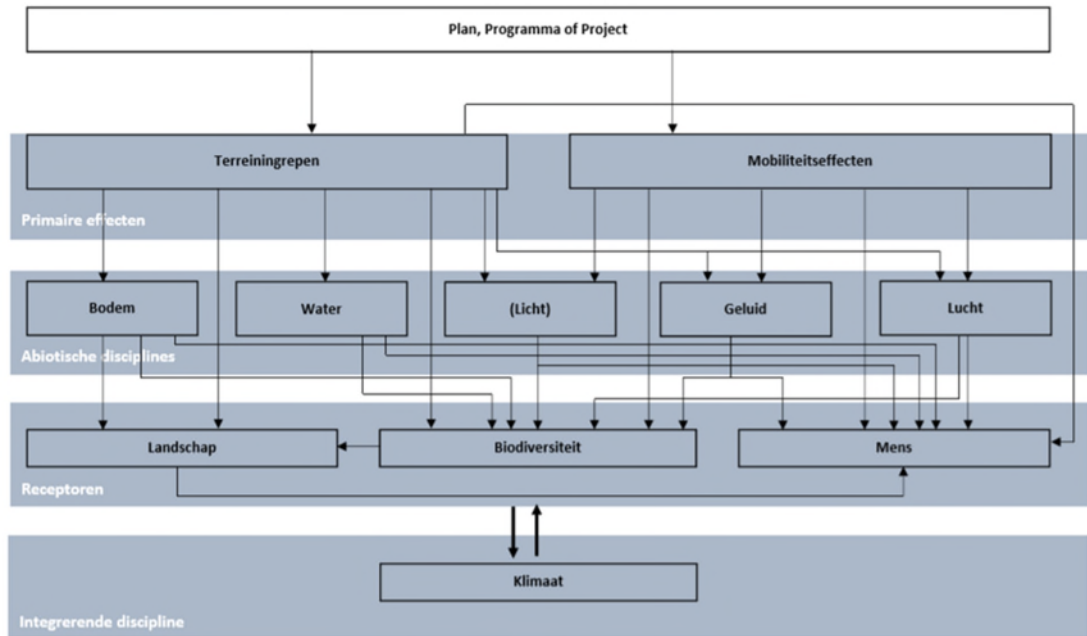 Plan, Programma of Project
Terreiningrepen
Mobiliteitseffecten
Primaire effecten
Bodem
Water
(Licht)
Geluid
Lucht
Abiotische disciplines
Landschap
Biodiversiteit
Mens
Receptoren
Klimaat
Integrerende discipline